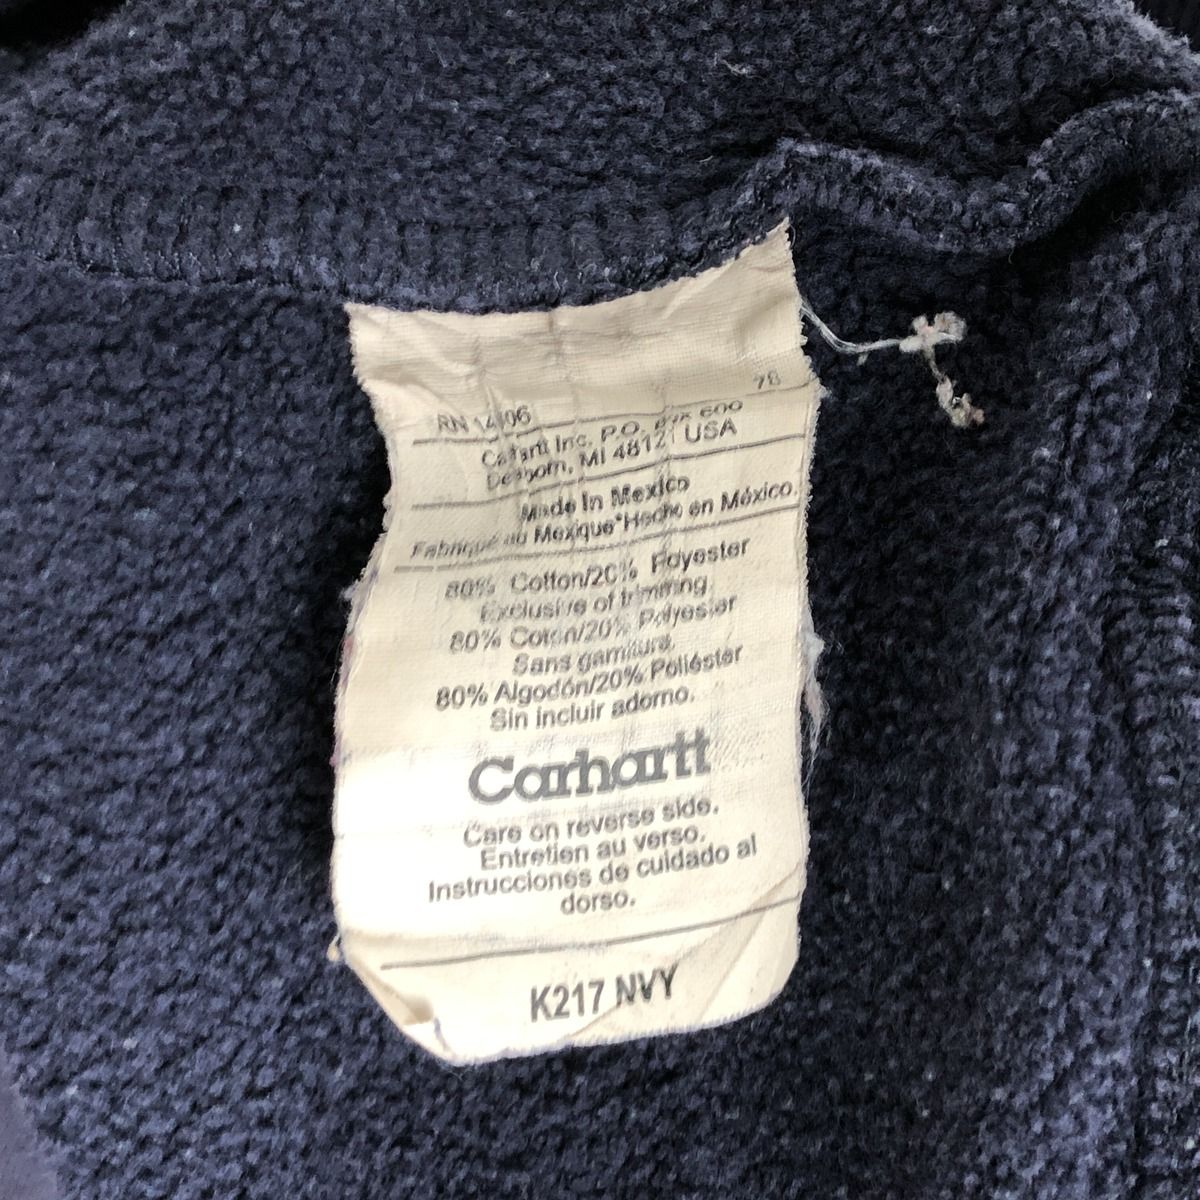 RN 14806 78
Carhartt Inc. P.O. Box 600
Dearborn, MI 48121 USA
Made In Mexico
Fabriqué au Mexique*Hecho en México.
80% Cotton/20% Polyester
Exclusive of trimming.
80% Coton/20% Polyester
Sans garniture.
80% Algodón/20% Poliéster
Sin incluir adorno.
Carhartt
Care on reverse side.
Entretien au verso.
Instrucciones de cuidado al
dorso.
K217 NVY